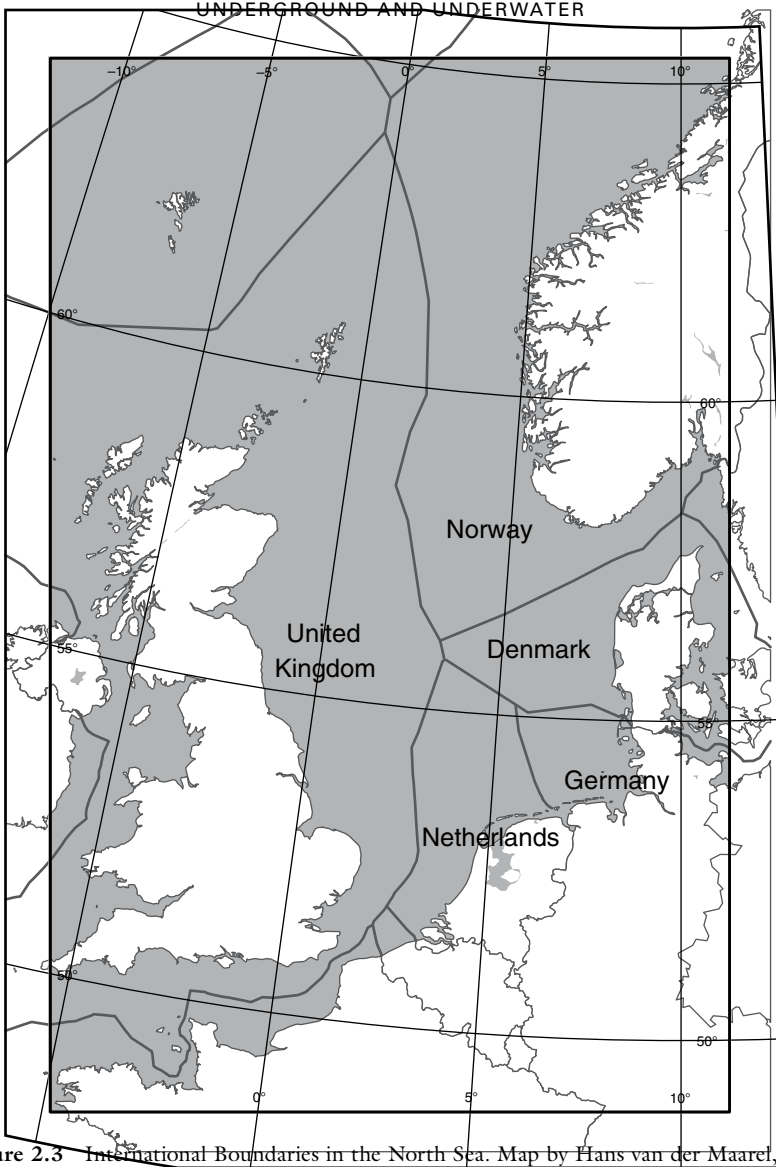 UNDERGROUND AND UNDERWATER
−10° −5° 0° 5° 10°
60°
60°
Norway
United
Kingdom
Denmark
55°
55°
Germany
Netherlands
50°
50°
0° 5° 10°
2.3 International Boundaries in the North Sea. Map by Hans van der Maarel,